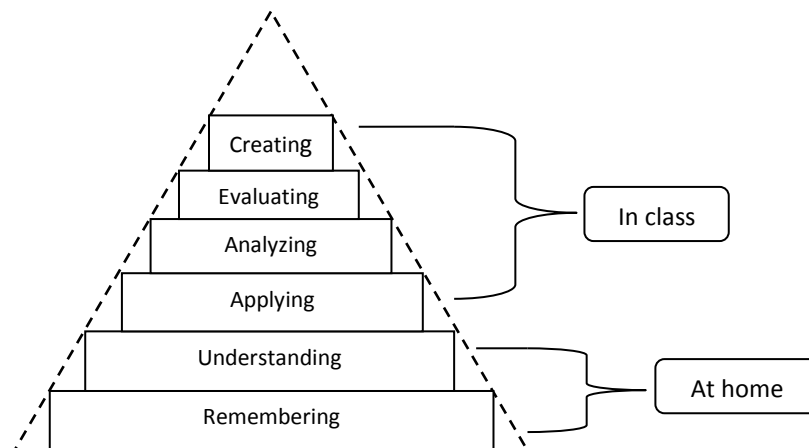 Creating
Evaluating
Analyzing
Applying
Understanding
Remembering
In class
At home